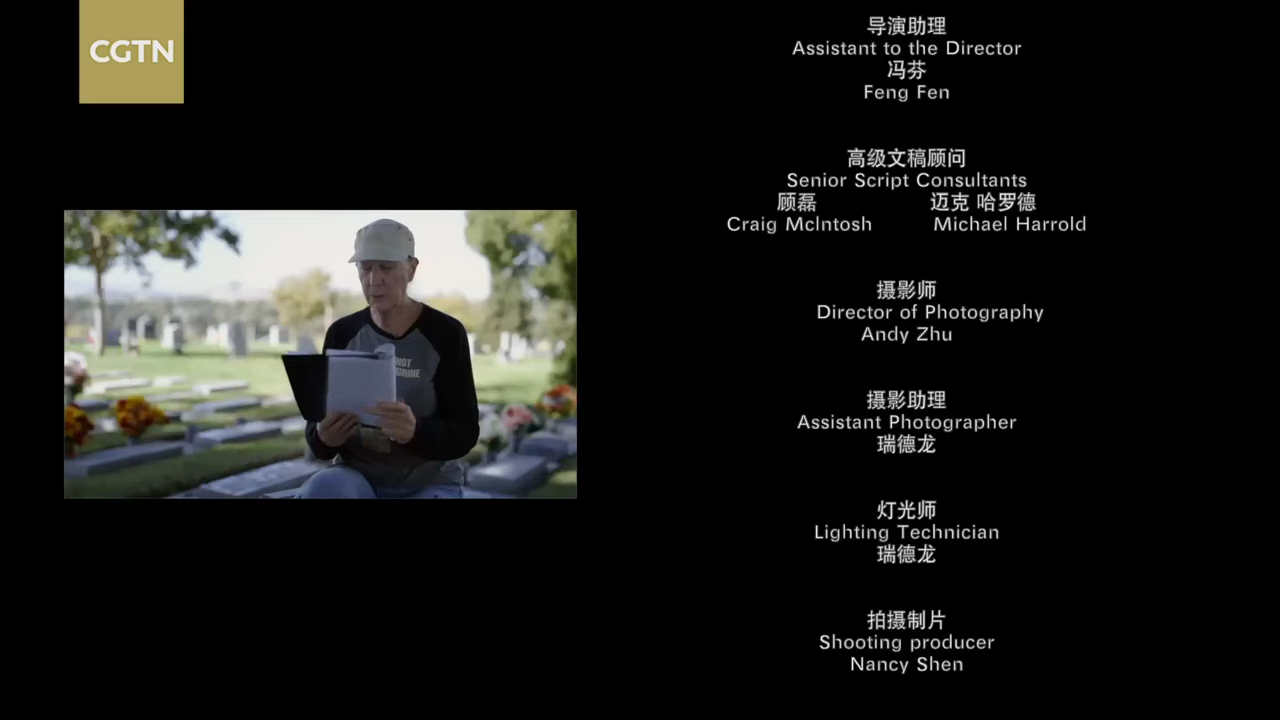 CGTN
导演助理
Assistant to the Director
冯芬
Feng Fen
高级文稿顾问
Senior Script Consultants
顾磊 迈克 哈罗德
Craig McIntosh Michael Harrold
摄影师
Director of Photography
Andy Zhu
摄影助理
Assistant Photographer
瑞德龙
灯光师
Lighting Technician
瑞德龙
拍摄制片
Shooting producer
Nancy Shen